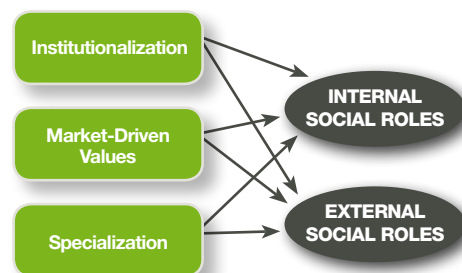 Institutionalization
INTERNAL
SOCIAL ROLES
Market-Driven
Values
EXTERNAL
SOCIAL ROLES
Specialization